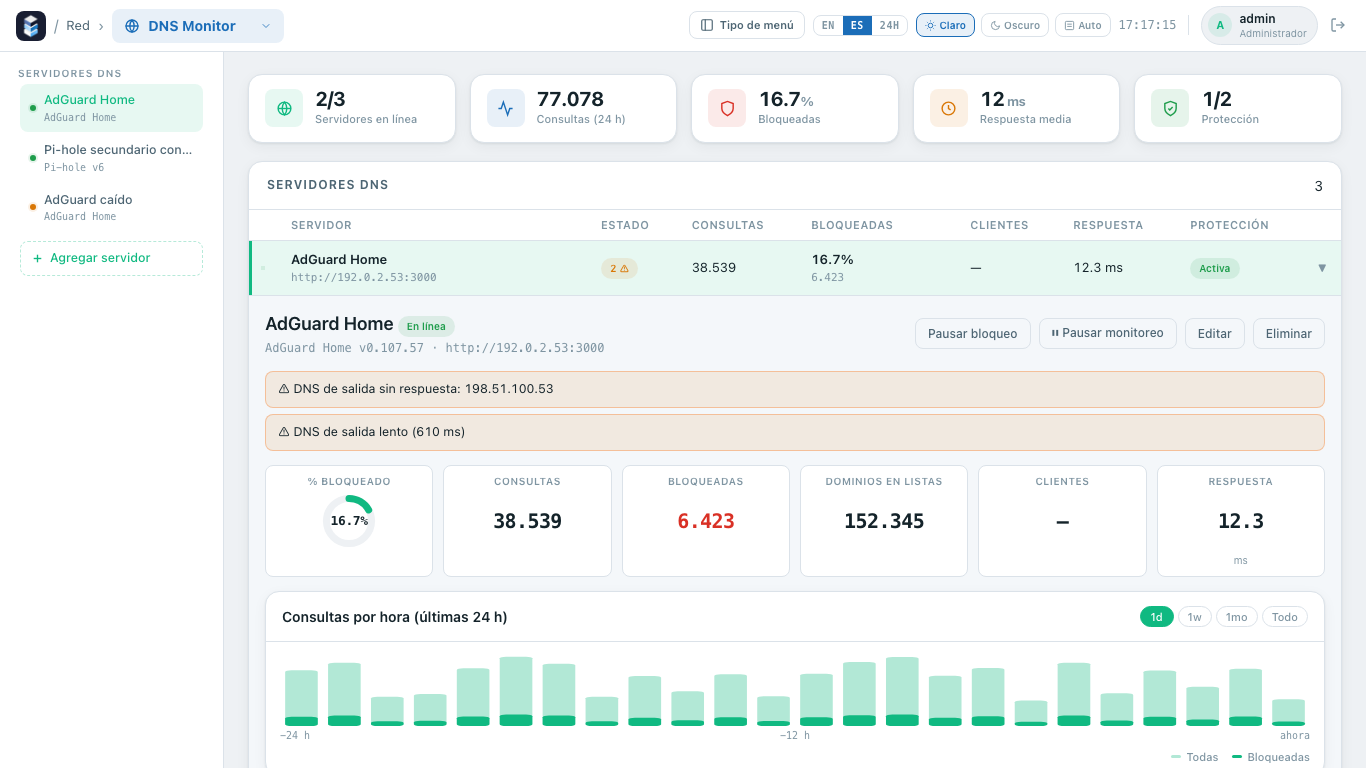 / Red › DNS Monitor
Tipo de menú
EN ES 24H
Claro
Oscuro
Auto
17:17:15
A
admin
Administrador
SERVIDORES DNS
AdGuard Home
AdGuard Home
Pi-hole secundario con...
Pi-hole v6
AdGuard caído
AdGuard Home
+ Agregar servidor
2/3
Servidores en línea
77.078
Consultas (24 h)
16.7%
Bloqueadas
12 ms
Respuesta media
1/2
Protección
SERVIDORES DNS
3
SERVIDOR ESTADO CONSULTAS BLOQUEADAS CLIENTES RESPUESTA PROTECCIÓN
AdGuard Home
http://192.0.2.53:3000
2 ⚠
38.539
16.7%
6.423
—
12.3 ms
Activa
▼
AdGuard Home En línea
AdGuard Home v0.107.57 · http://192.0.2.53:3000
Pausar bloqueo
Pausar monitoreo
Editar
Eliminar
⚠ DNS de salida sin respuesta: 198.51.100.53
⚠ DNS de salida lento (610 ms)
% BLOQUEADO
16.7%
CONSULTAS
38.539
BLOQUEADAS
6.423
DOMINIOS EN LISTAS
152.345
CLIENTES
—
RESPUESTA
12.3
ms
Consultas por hora (últimas 24 h)
1d 1w 1mo Todo
−24 h −12 h ahora
Todas Bloqueadas